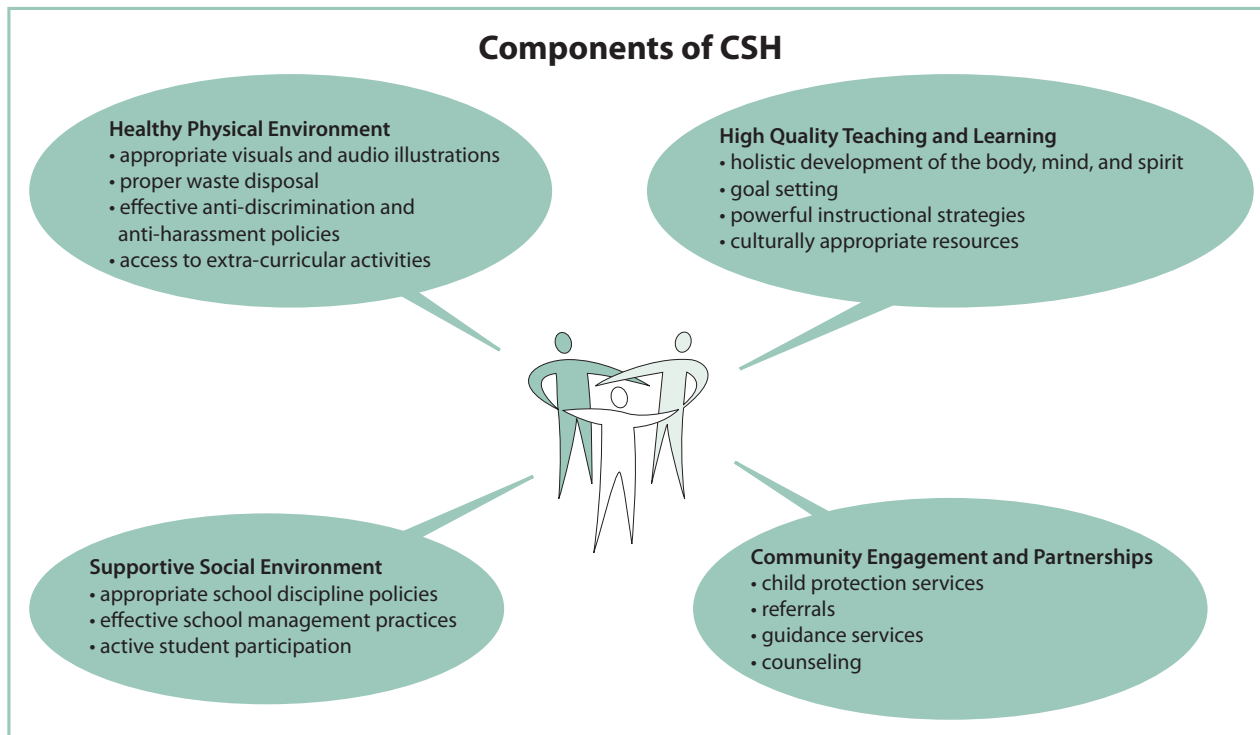 Components of CSH
Healthy Physical Environment
• appropriate visuals and audio illustrations
• proper waste disposal
• effective anti-discrimination and
anti-harassment policies
• access to extra-curricular activities
High Quality Teaching and Learning
• holistic development of the body, mind, and spirit
• goal setting
• powerful instructional strategies
• culturally appropriate resources
Supportive Social Environment
• appropriate school discipline policies
• effective school management practices
• active student participation
Community Engagement and Partnerships
• child protection services
• referrals
• guidance services
• counseling